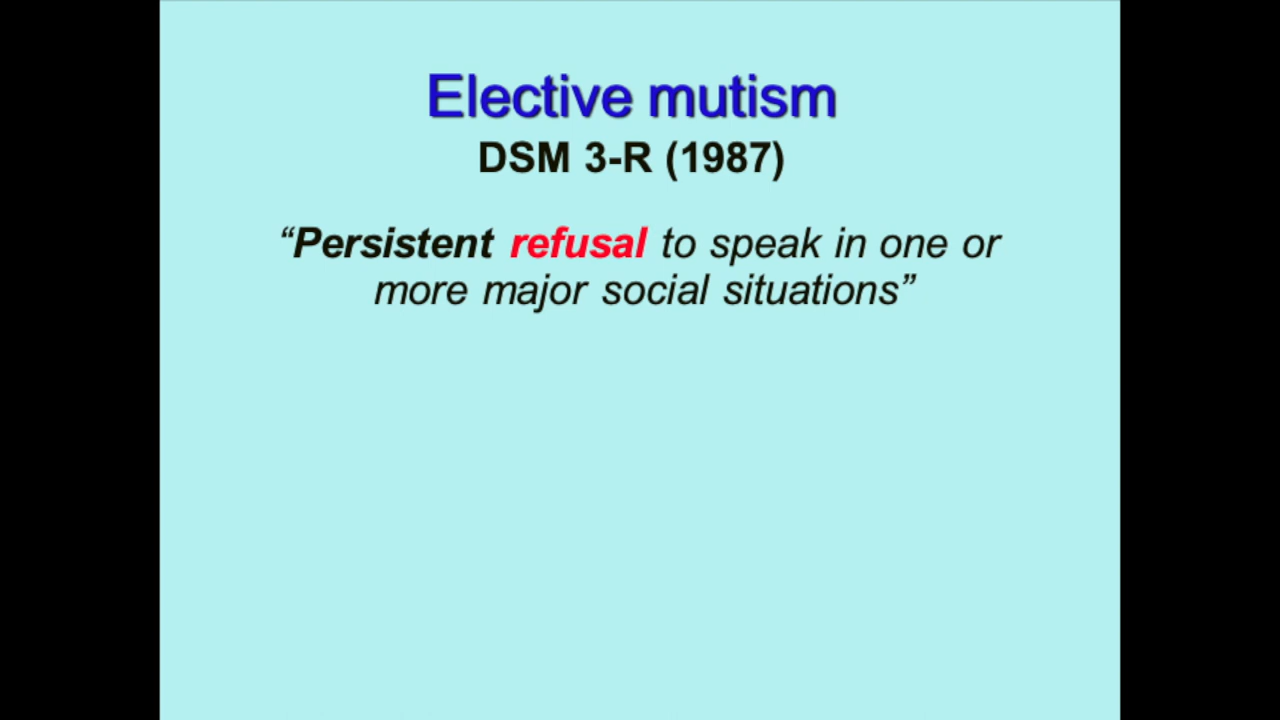 Elective mutism
DSM 3-R (1987)
“Persistent refusal to speak in one or
more major social situations”